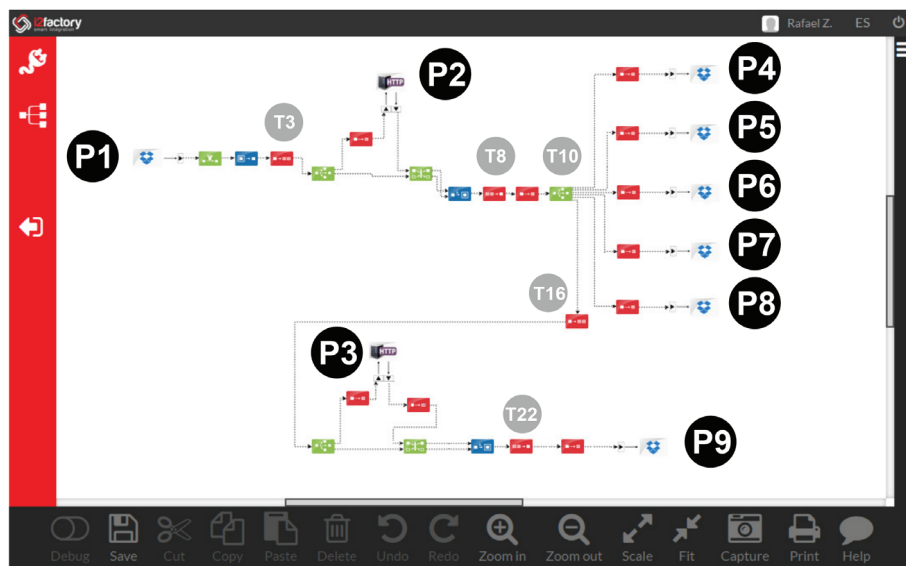 i2factory
smart integration
Rafael Z.
ES
P1
T3
P2
HTTP
T8
T10
P4
P5
P6
P7
P8
T16
P3
HTTP
T22
P9
Debug
Save
Cut
Copy
Paste
Delete
Undo
Redo
Zoom in
Zoom out
Scale
Fit
Capture
Print
Help